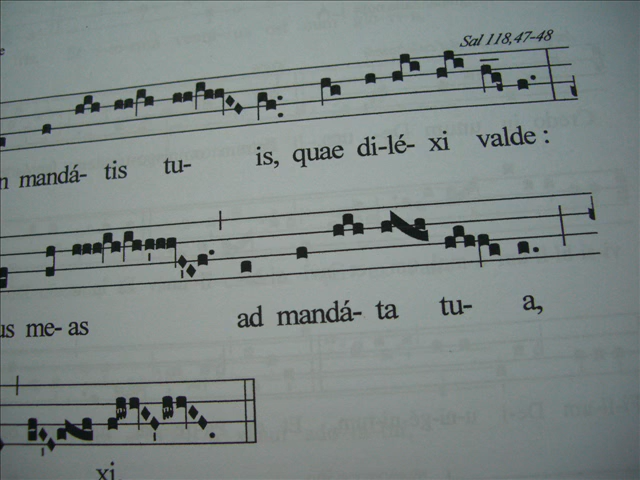 Sal 118,47-48
mandá- tis tu- is, quae di-lé- xi valde :
us me- as ad mandá- ta tu- a,
xi.